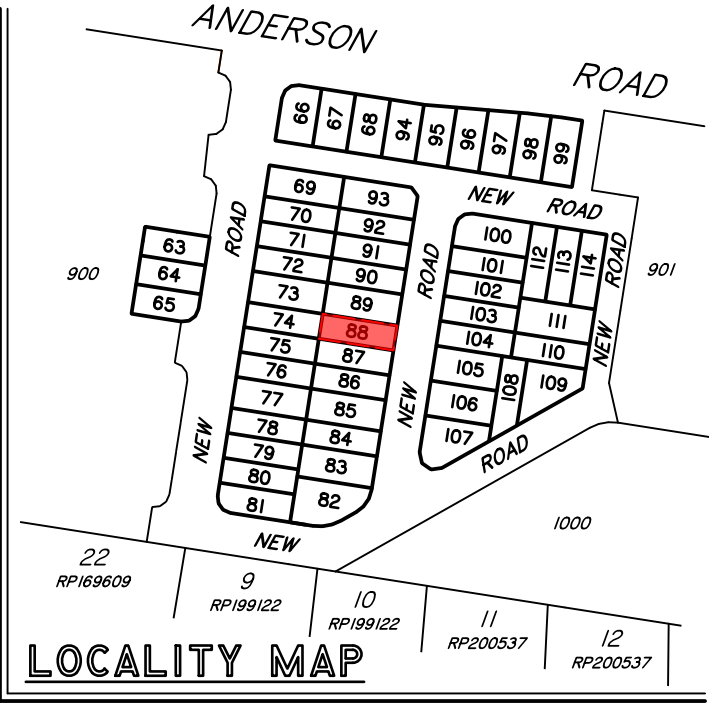 ANDERSON
ROAD
66 67 68 94 95 96 97 98 99
NEW ROAD
69 93
70 92
71 91
72 90
73 89
74 88
75 87
76 86
77 85
78 84
79 83
80 82
81
ROAD
NEW
63
64
65
900
ROAD
NEW
100
101
102
103
104
105
106
107
108
109
110
111
112 113 114
ROAD
NEW
901
ROAD
1000
NEW
22
RP169609
9
RP199122
10
RP199122
11
RP200537
12
RP200537
LOCALITY MAP